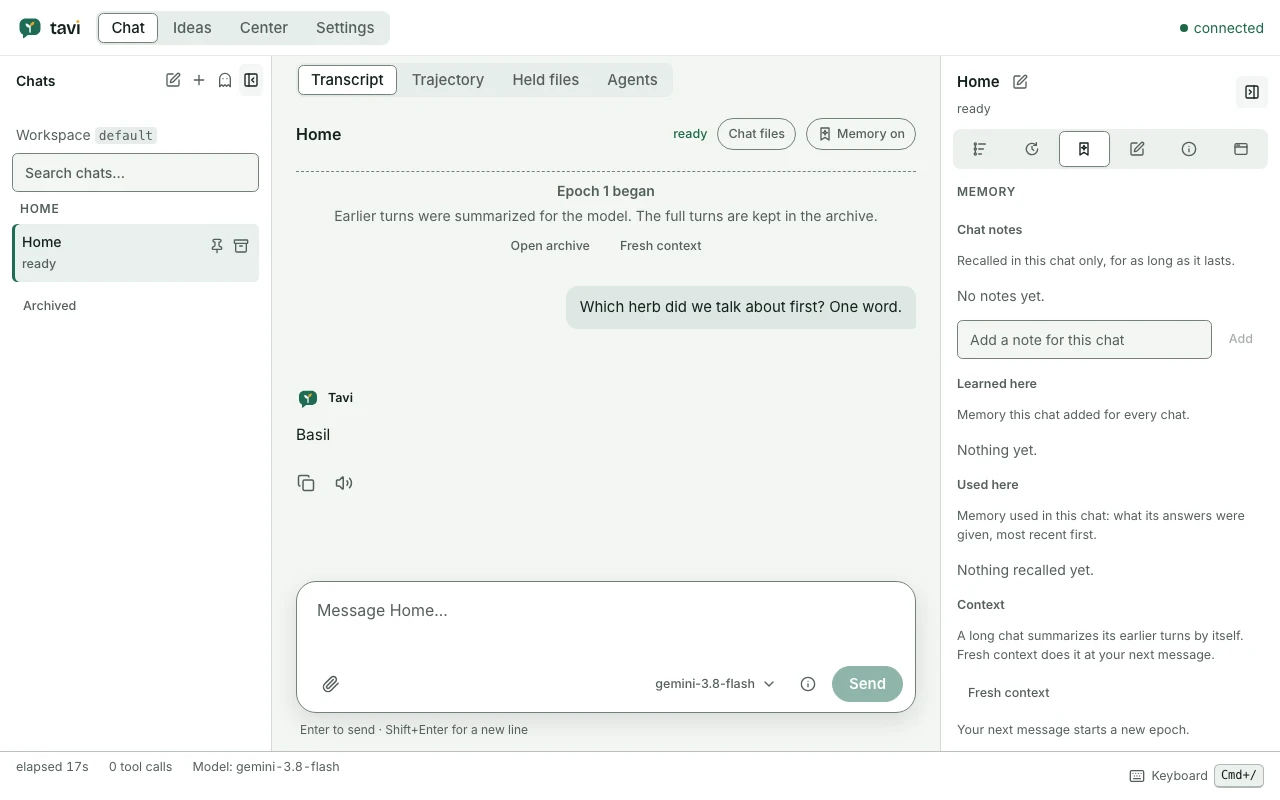 tavi
Chat Ideas Center Settings
connected
Chats
Workspace default
Search chats...
HOME
Home
ready
Archived
Transcript Trajectory Held files Agents
Home
ready Chat files Memory on
Epoch 1 began
Earlier turns were summarized for the model. The full turns are kept in the archive.
Open archive Fresh context
Which herb did we talk about first? One word.
Tavi
Basil
Message Home...
gemini-3.8-flash Send
Enter to send · Shift+Enter for a new line
Home
ready
MEMORY
Chat notes
Recalled in this chat only, for as long as it lasts.
No notes yet.
Add a note for this chat Add
Learned here
Memory this chat added for every chat.
Nothing yet.
Used here
Memory used in this chat: what its answers were
given, most recent first.
Nothing recalled yet.
Context
A long chat summarizes its earlier turns by itself.
Fresh context does it at your next message.
Fresh context
Your next message starts a new epoch.
elapsed 17s 0 tool calls Model: gemini-3.8-flash
Keyboard Cmd+/